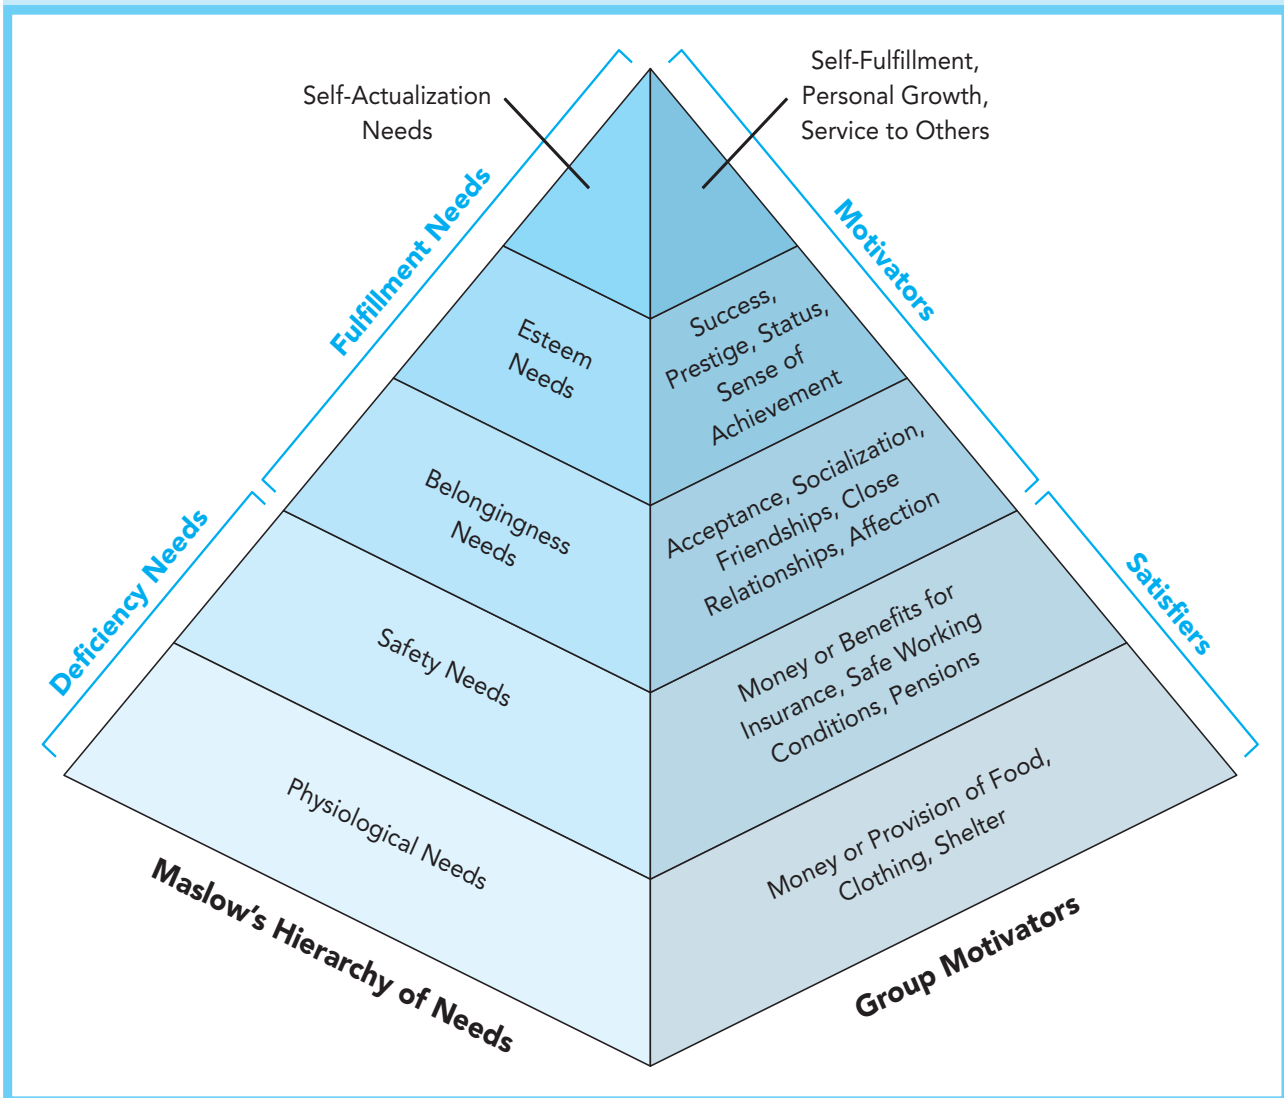 Self-Actualization
Needs
Self-Fulfillment,
Personal Growth,
Service to Others
Fulfillment Needs
Motivators
Esteem
Needs
Success,
Prestige, Status,
Sense of
Achievement
Belongingness
Needs
Acceptance, Socialization,
Friendships, Close
Relationships, Affection
Deficiency Needs
Satisfiers
Safety Needs
Money or Benefits for
Insurance, Safe Working
Conditions, Pensions
Physiological Needs
Money or Provision of Food,
Clothing, Shelter
Maslow’s Hierarchy of Needs
Group Motivators